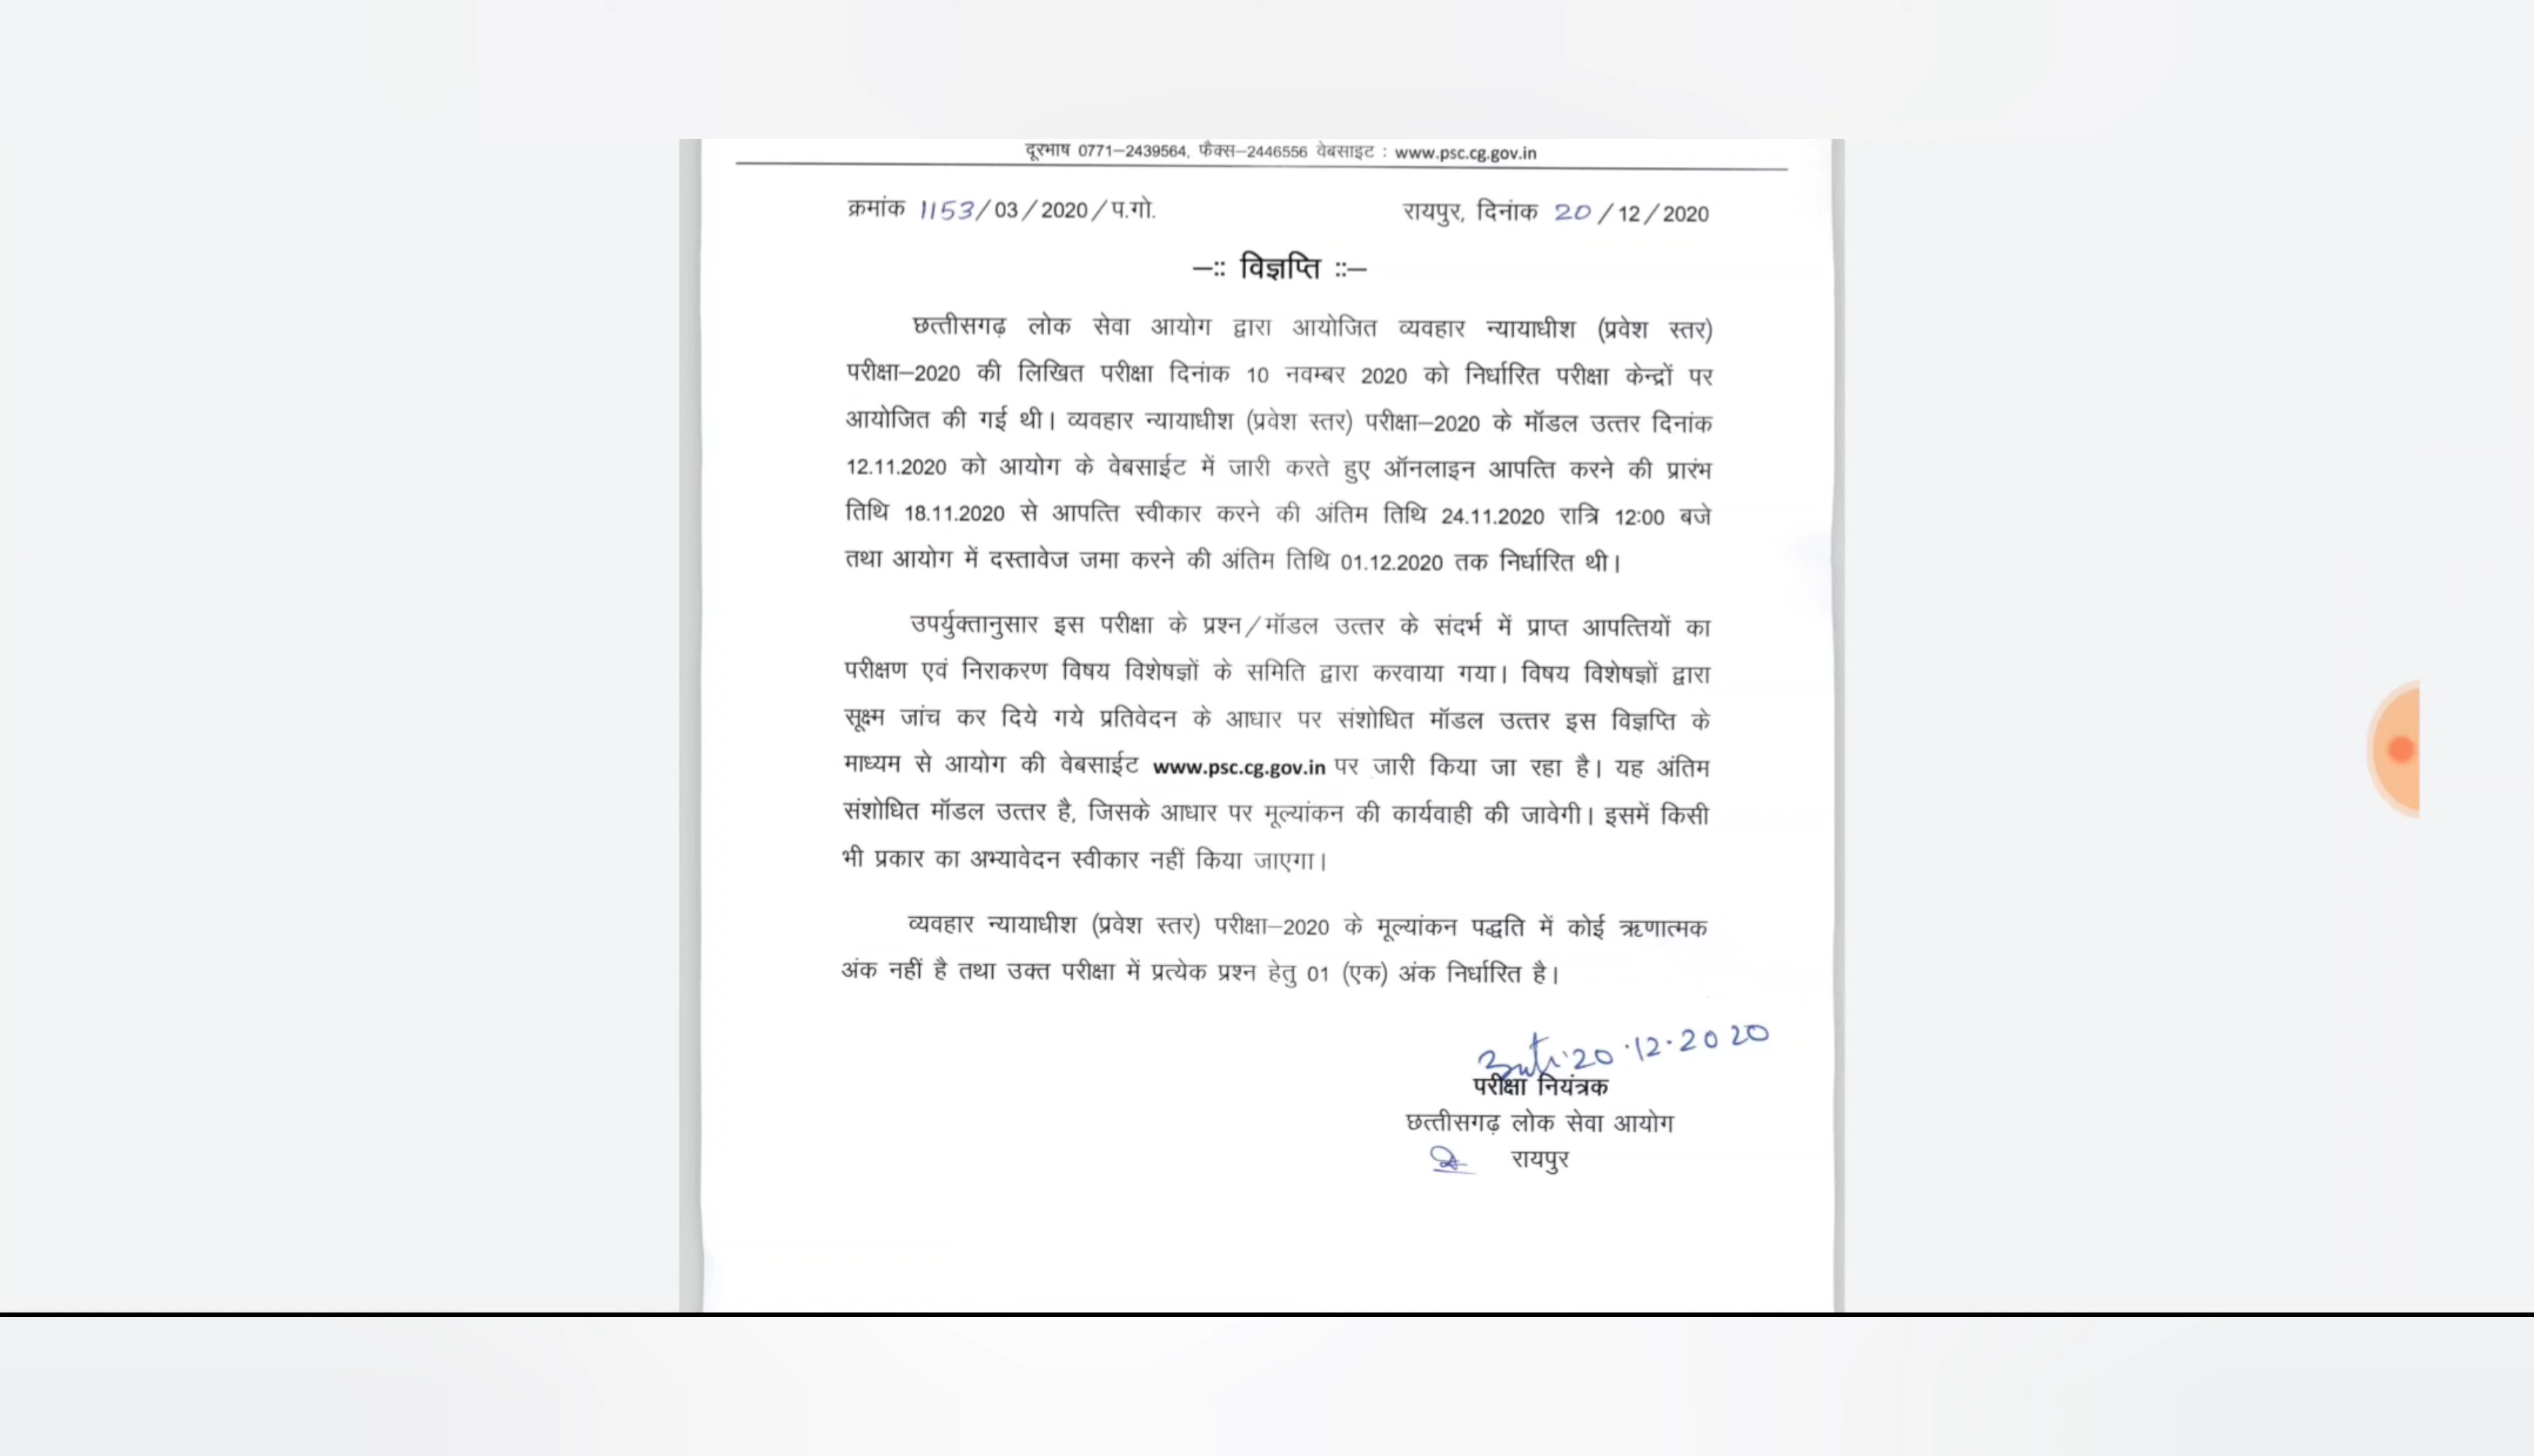 दूरभाष 0771–2439564, फैक्स–2446556 वेबसाइट : www.psc.cg.gov.in
क्रमांक 1153/03/2020/प.गो. रायपुर, दिनांक 20/12/2020
–:: विज्ञप्ति ::–
छत्तीसगढ़ लोक सेवा आयोग द्वारा आयोजित व्यवहार न्यायाधीश (प्रवेश स्तर)
परीक्षा–2020 की लिखित परीक्षा दिनांक 10 नवम्बर 2020 को निर्धारित परीक्षा केन्द्रों पर
आयोजित की गई थी। व्यवहार न्यायाधीश (प्रवेश स्तर) परीक्षा–2020 के मॉडल उत्तर दिनांक
12.11.2020 को आयोग के वेबसाईट में जारी करते हुए ऑनलाइन आपत्ति करने की प्रारंभ
तिथि 18.11.2020 से आपत्ति स्वीकार करने की अंतिम तिथि 24.11.2020 रात्रि 12:00 बजे
तथा आयोग में दस्तावेज जमा करने की अंतिम तिथि 01.12.2020 तक निर्धारित थी।
उपर्युक्तानुसार इस परीक्षा के प्रश्न/मॉडल उत्तर के संदर्भ में प्राप्त आपत्तियों का
परीक्षण एवं निराकरण विषय विशेषज्ञों के समिति द्वारा करवाया गया। विषय विशेषज्ञों द्वारा
सूक्ष्म जांच कर दिये गये प्रतिवेदन के आधार पर संशोधित मॉडल उत्तर इस विज्ञप्ति के
माध्यम से आयोग की वेबसाईट www.psc.cg.gov.in पर जारी किया जा रहा है। यह अंतिम
संशोधित मॉडल उत्तर है, जिसके आधार पर मूल्यांकन की कार्यवाही की जावेगी। इसमें किसी
भी प्रकार का अभ्यावेदन स्वीकार नहीं किया जाएगा।
व्यवहार न्यायाधीश (प्रवेश स्तर) परीक्षा–2020 के मूल्यांकन पद्धति में कोई ऋणात्मक
अंक नहीं है तथा उक्त परीक्षा में प्रत्येक प्रश्न हेतु 01 (एक) अंक निर्धारित है।
20.12.2020
परीक्षा नियंत्रक
छत्तीसगढ़ लोक सेवा आयोग
रायपुर